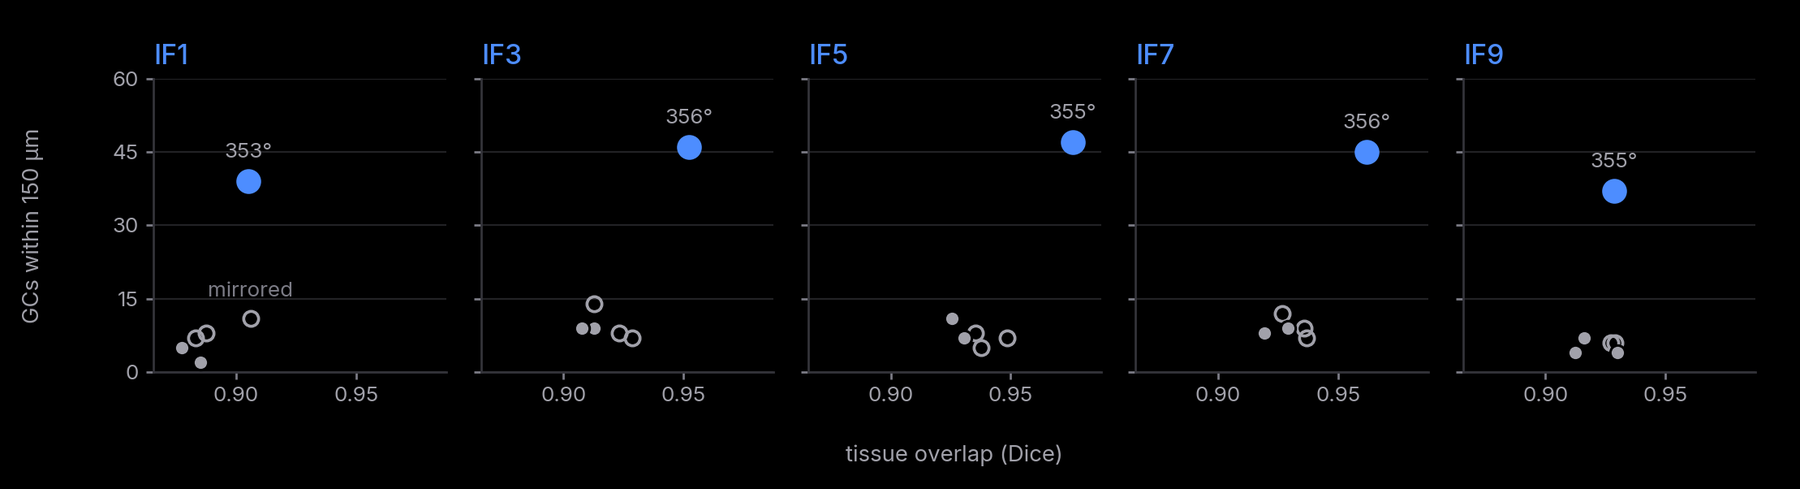 IF1
IF3
IF5
IF7
IF9
GCs within 150 µm
60
45
30
15
0
353°
mirrored
356°
355°
356°
355°
0.90 0.95
0.90 0.95
0.90 0.95
0.90 0.95
0.90 0.95
tissue overlap (Dice)